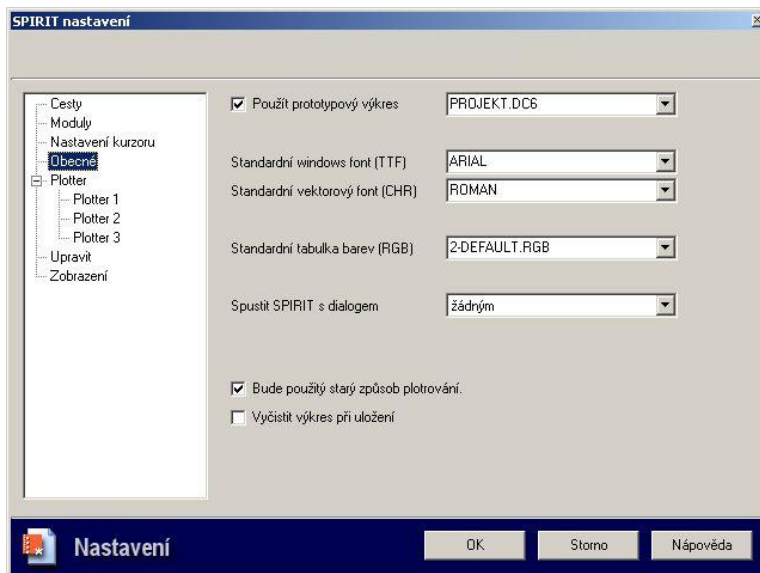 SPIRIT nastavení
Cesty
Moduly
Nastavení kurzoru
Obecné
Plotter
Plotter 1
Plotter 2
Plotter 3
Upravit
Zobrazení
Použít prototypový výkres PROJEKT.DC6
Standardní windows font (TTF) ARIAL
Standardní vektorový font (CHR) ROMAN
Standardní tabulka barev (RGB) 2-DEFAULT.RGB
Spustit SPIRIT s dialogem žádným
Bude použitý starý způsob plotrování.
Vyčistit výkres při uložení
Nastavení OK Storno Nápověda